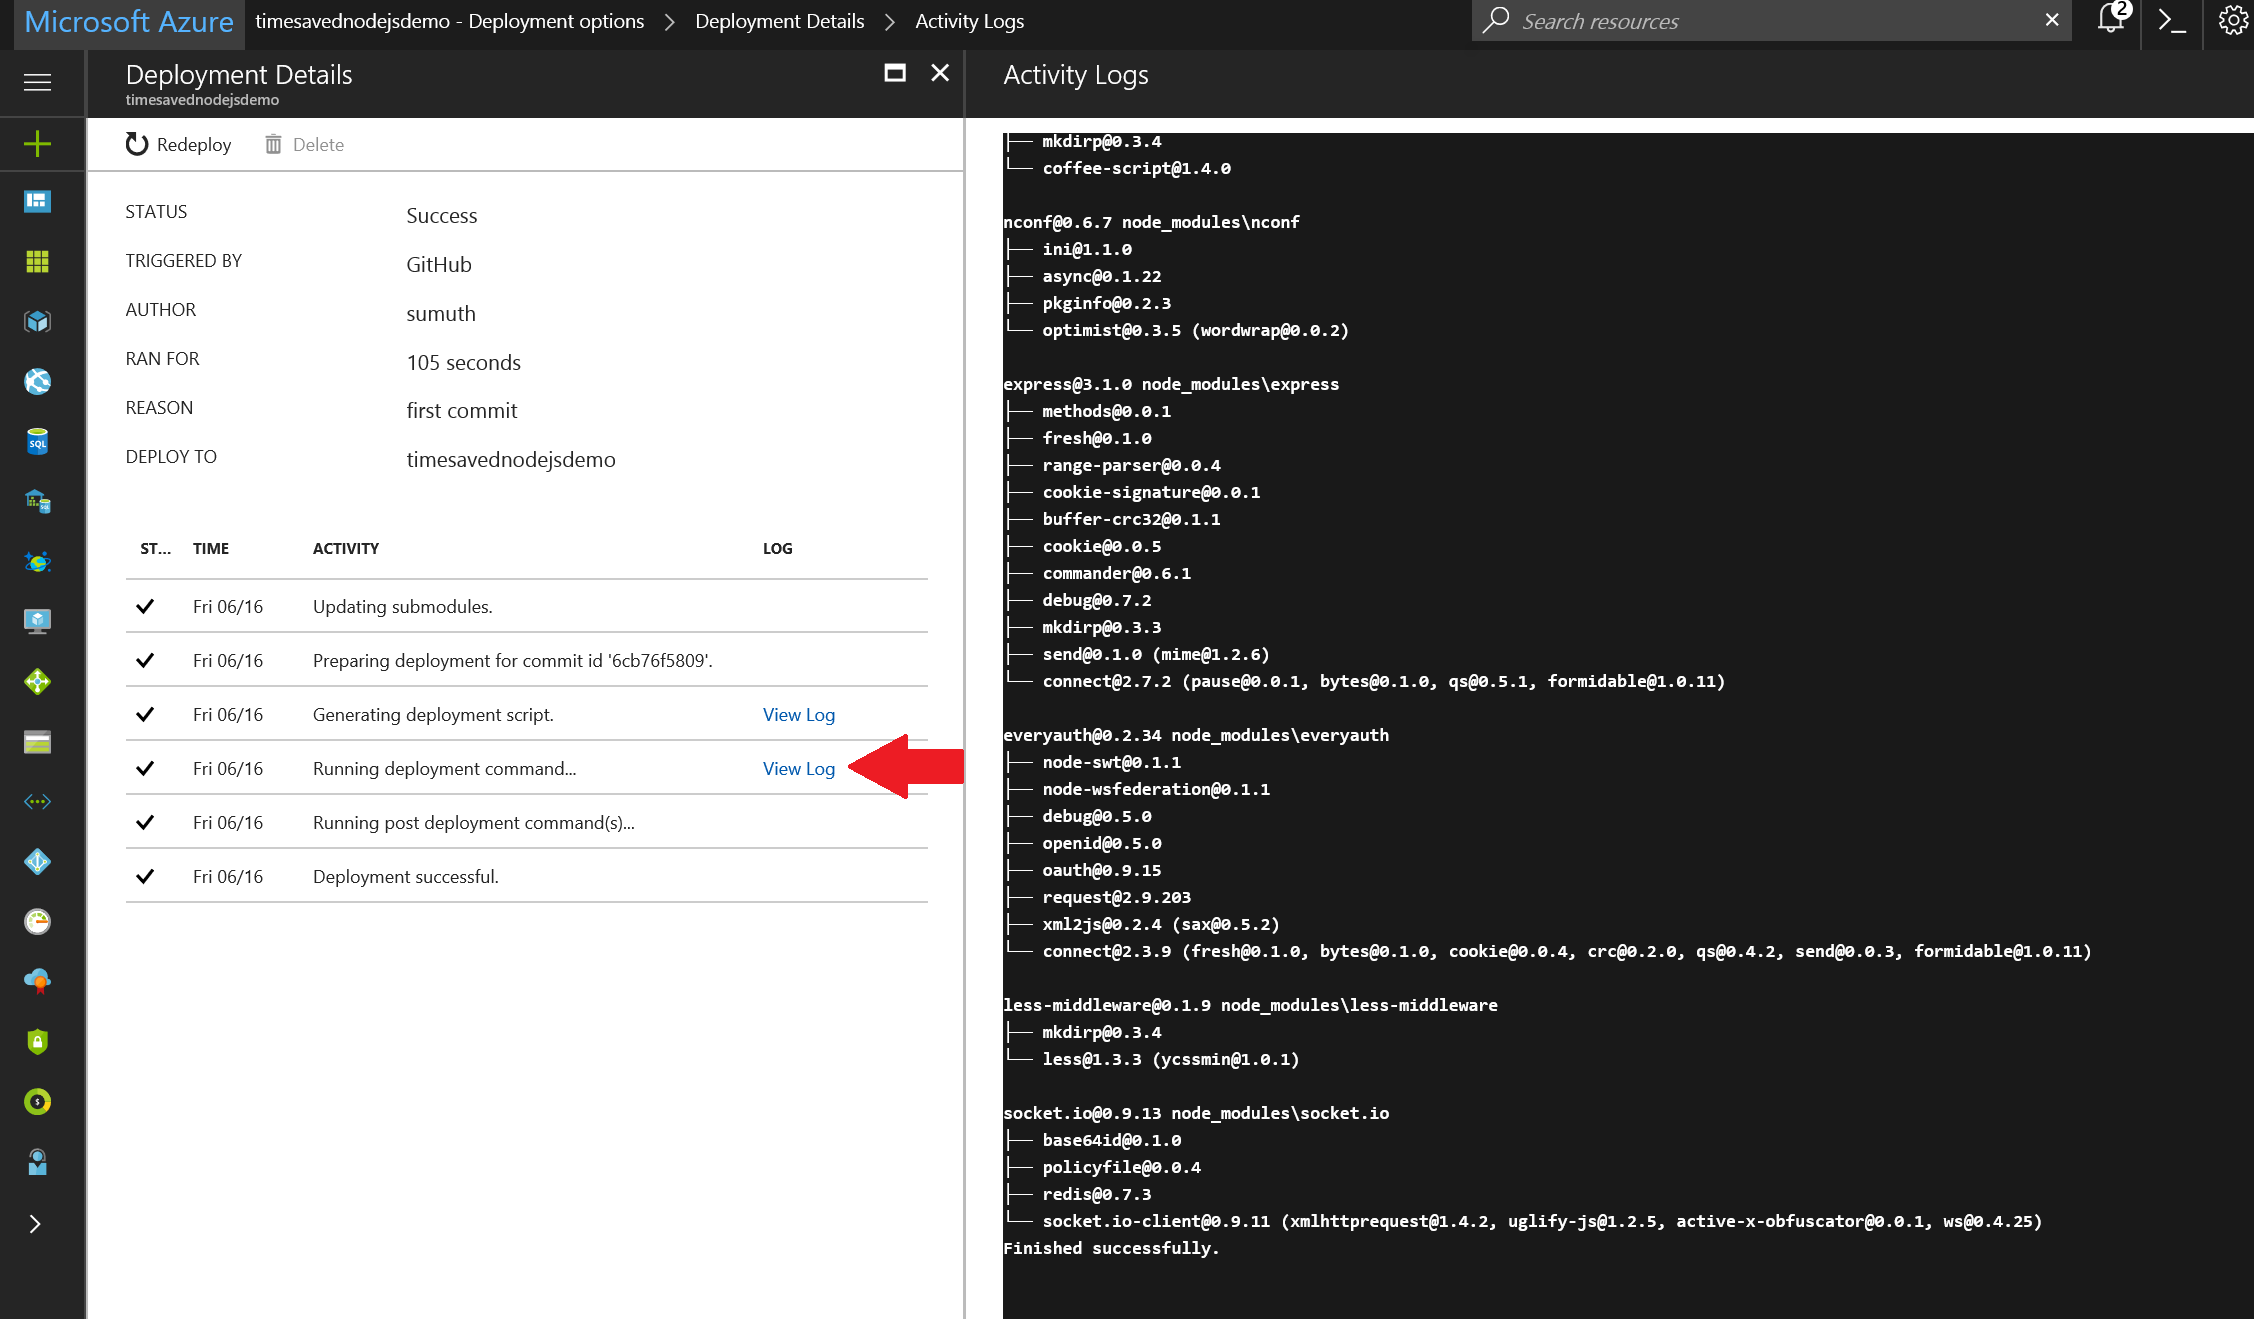 Microsoft Azure timesavednodejsdemo - Deployment options > Deployment Details > Activity Logs
Search resources
2
Deployment Details
timesavednodejsdemo
Redeploy Delete
STATUS Success
TRIGGERED BY GitHub
AUTHOR sumuth
RAN FOR 105 seconds
REASON first commit
DEPLOY TO timesavednodejsdemo
ST... TIME ACTIVITY LOG
Fri 06/16 Updating submodules.
Fri 06/16 Preparing deployment for commit id '6cb76f5809'.
Fri 06/16 Generating deployment script. View Log
Fri 06/16 Running deployment command... View Log
Fri 06/16 Running post deployment command(s)...
Fri 06/16 Deployment successful.
SQL
Activity Logs
├── mkdirp@0.3.4
└── coffee-script@1.4.0
nconf@0.6.7 node_modules\nconf
├── ini@1.1.0
├── async@0.1.22
├── pkginfo@0.2.3
└── optimist@0.3.5 (wordwrap@0.0.2)
express@3.1.0 node_modules\express
├── methods@0.0.1
├── fresh@0.1.0
├── range-parser@0.0.4
├── cookie-signature@0.0.1
├── buffer-crc32@0.1.1
├── cookie@0.0.5
├── commander@0.6.1
├── debug@0.7.2
├── mkdirp@0.3.3
├── send@0.1.0 (mime@1.2.6)
└── connect@2.7.2 (pause@0.0.1, bytes@0.1.0, qs@0.5.1, formidable@1.0.11)
everyauth@0.2.34 node_modules\everyauth
├── node-swt@0.1.1
├── node-wsfederation@0.1.1
├── debug@0.5.0
├── openid@0.5.0
├── oauth@0.9.15
├── request@2.9.203
├── xml2js@0.2.4 (sax@0.5.2)
└── connect@2.3.9 (fresh@0.1.0, bytes@0.1.0, cookie@0.0.4, crc@0.2.0, qs@0.4.2, send@0.0.3, formidable@1.0.11)
less-middleware@0.1.9 node_modules\less-middleware
├── mkdirp@0.3.4
└── less@1.3.3 (ycssmin@1.0.1)
socket.io@0.9.13 node_modules\socket.io
├── base64id@0.1.0
├── policyfile@0.0.4
├── redis@0.7.3
└── socket.io-client@0.9.11 (xmlhttprequest@1.4.2, uglify-js@1.2.5, active-x-obfuscator@0.0.1, ws@0.4.25)
Finished successfully.